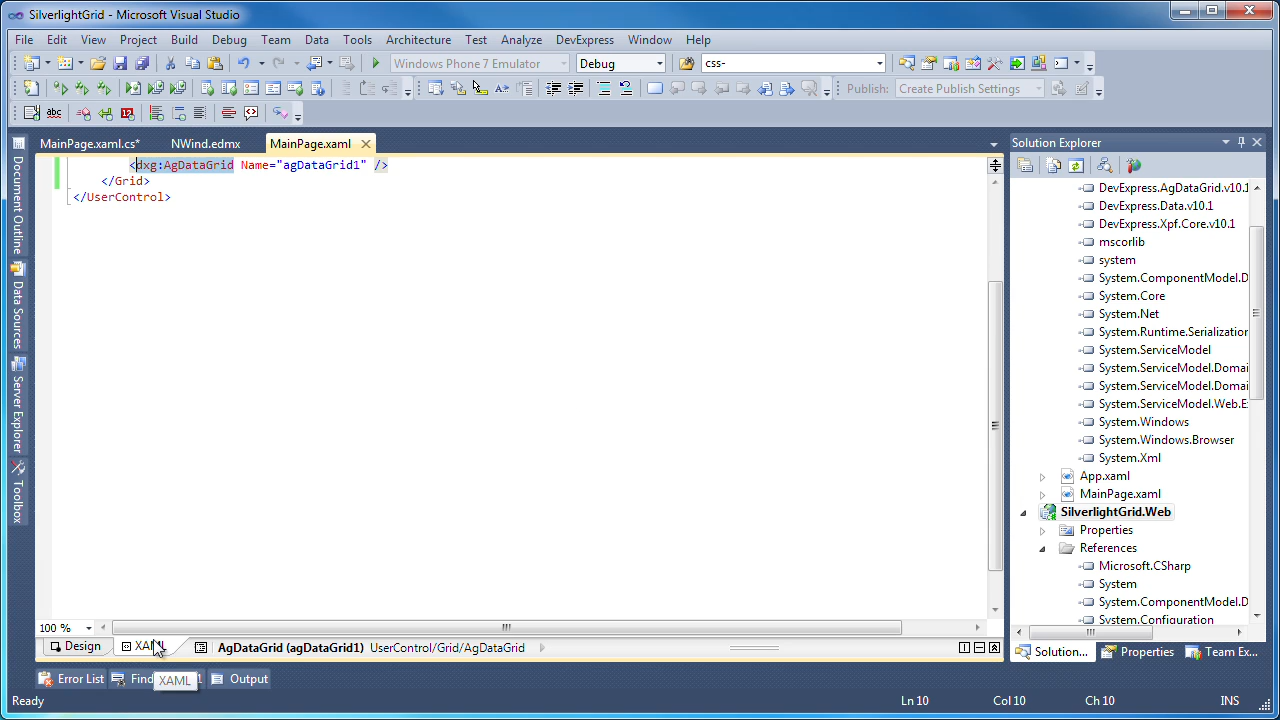 SilverlightGrid - Microsoft Visual Studio
File Edit View Project Build Debug Team Data Tools Architecture Test Analyze DevExpress Window Help
Windows Phone 7 Emulator Debug css-
Publish: Create Publish Settings
MainPage.xaml.cs* NWind.edmx MainPage.xaml
<dxg:AgDataGrid Name="agDataGrid1" />
</Grid>
</UserControl>
Document Outline
Data Sources
Server Explorer
Toolbox
Solution Explorer
DevExpress.AgDataGrid.v10.1
DevExpress.Data.v10.1
DevExpress.Xpf.Core.v10.1
mscorlib
system
System.ComponentModel.D
System.Core
System.Net
System.Runtime.Serialization
System.ServiceModel
System.ServiceModel.Domai
System.ServiceModel.Domai
System.ServiceModel.Web.E
System.Windows
System.Windows.Browser
System.Xml
App.xaml
MainPage.xaml
SilverlightGrid.Web
Properties
References
Microsoft.CSharp
System
System.ComponentModel.D
System.Configuration
100 %
Design XAML AgDataGrid (agDataGrid1) UserControl/Grid/AgDataGrid
Solution... Properties Team Ex...
Error List Find 1 Output
XAML
Ready Ln 10 Col 10 Ch 10 INS